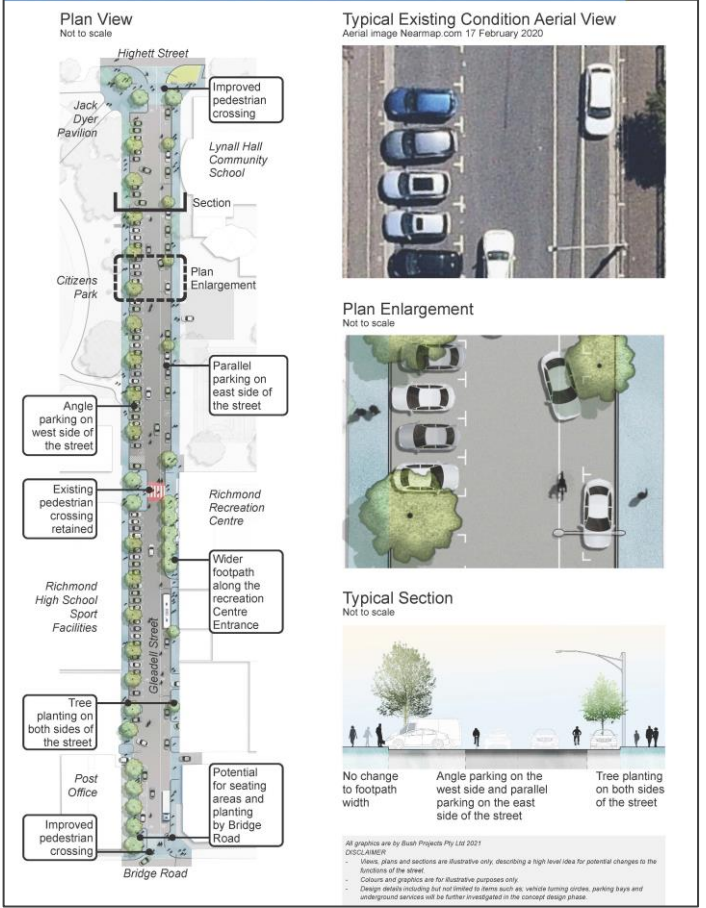 Plan View
Not to scale
Highett Street
Improved
pedestrian
crossing
Jack
Dyer
Pavilion
Lynall Hall
Community
School
Section
Citizens
Park
Plan
Enlargement
Parallel
parking on
east side of
the street
Angle
parking on
west side of
the street
Existing
pedestrian
crossing
retained
Richmond
Recreation
Centre
Wider
footpath
along the
recreation
Centre
Entrance
Richmond
High School
Sport
Facilities
Gleadell Street
Tree
planting on
both sides of
the street
Post
Office
Potential
for seating
areas and
planting
by Bridge
Road
Improved
pedestrian
crossing
Bridge Road
Typical Existing Condition Aerial View
Aerial image Nearmap.com 17 February 2020
Plan Enlargement
Not to scale
Typical Section
Not to scale
No change
to footpath
width
Angle parking on the
west side and parallel
parking on the east
side of the street
Tree planting
on both sides
of the street
All graphics are by Bush Projects Pty Ltd 2021
DISCLAIMER
- Views, plans and sections are illustrative only, describing a high level idea for potential changes to the
functions of the street.
- Colours and graphics are for illustrative purposes only.
- Design details including but not limited to items such as; vehicle turning circles, parking bays and
underground services will be further investigated in the concept design phase.